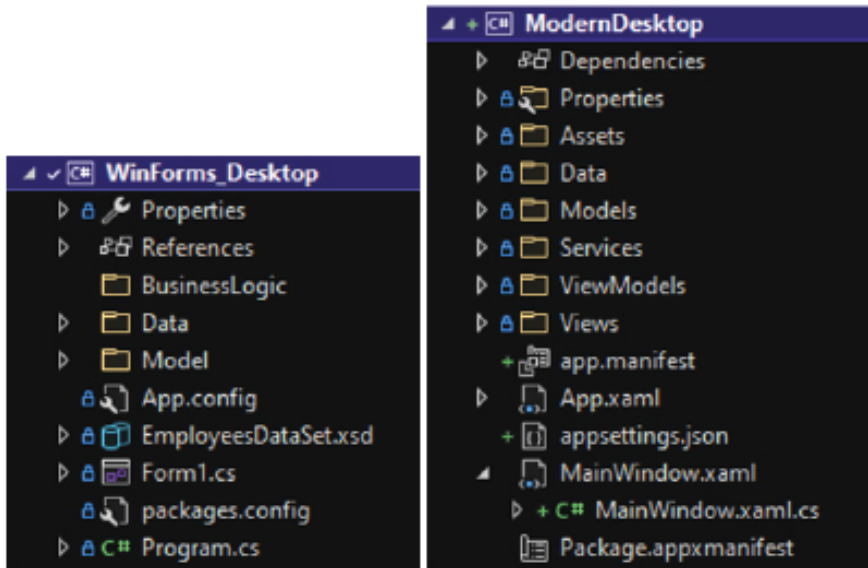 WinForms_Desktop
Properties
References
BusinessLogic
Data
Model
App.config
EmployeesDataSet.xsd
Form1.cs
packages.config
C# Program.cs
C# ModernDesktop
Dependencies
Properties
Assets
Data
Models
Services
ViewModels
Views
app.manifest
App.xaml
appsettings.json
MainWindow.xaml
C# MainWindow.xaml.cs
Package.appxmanifest